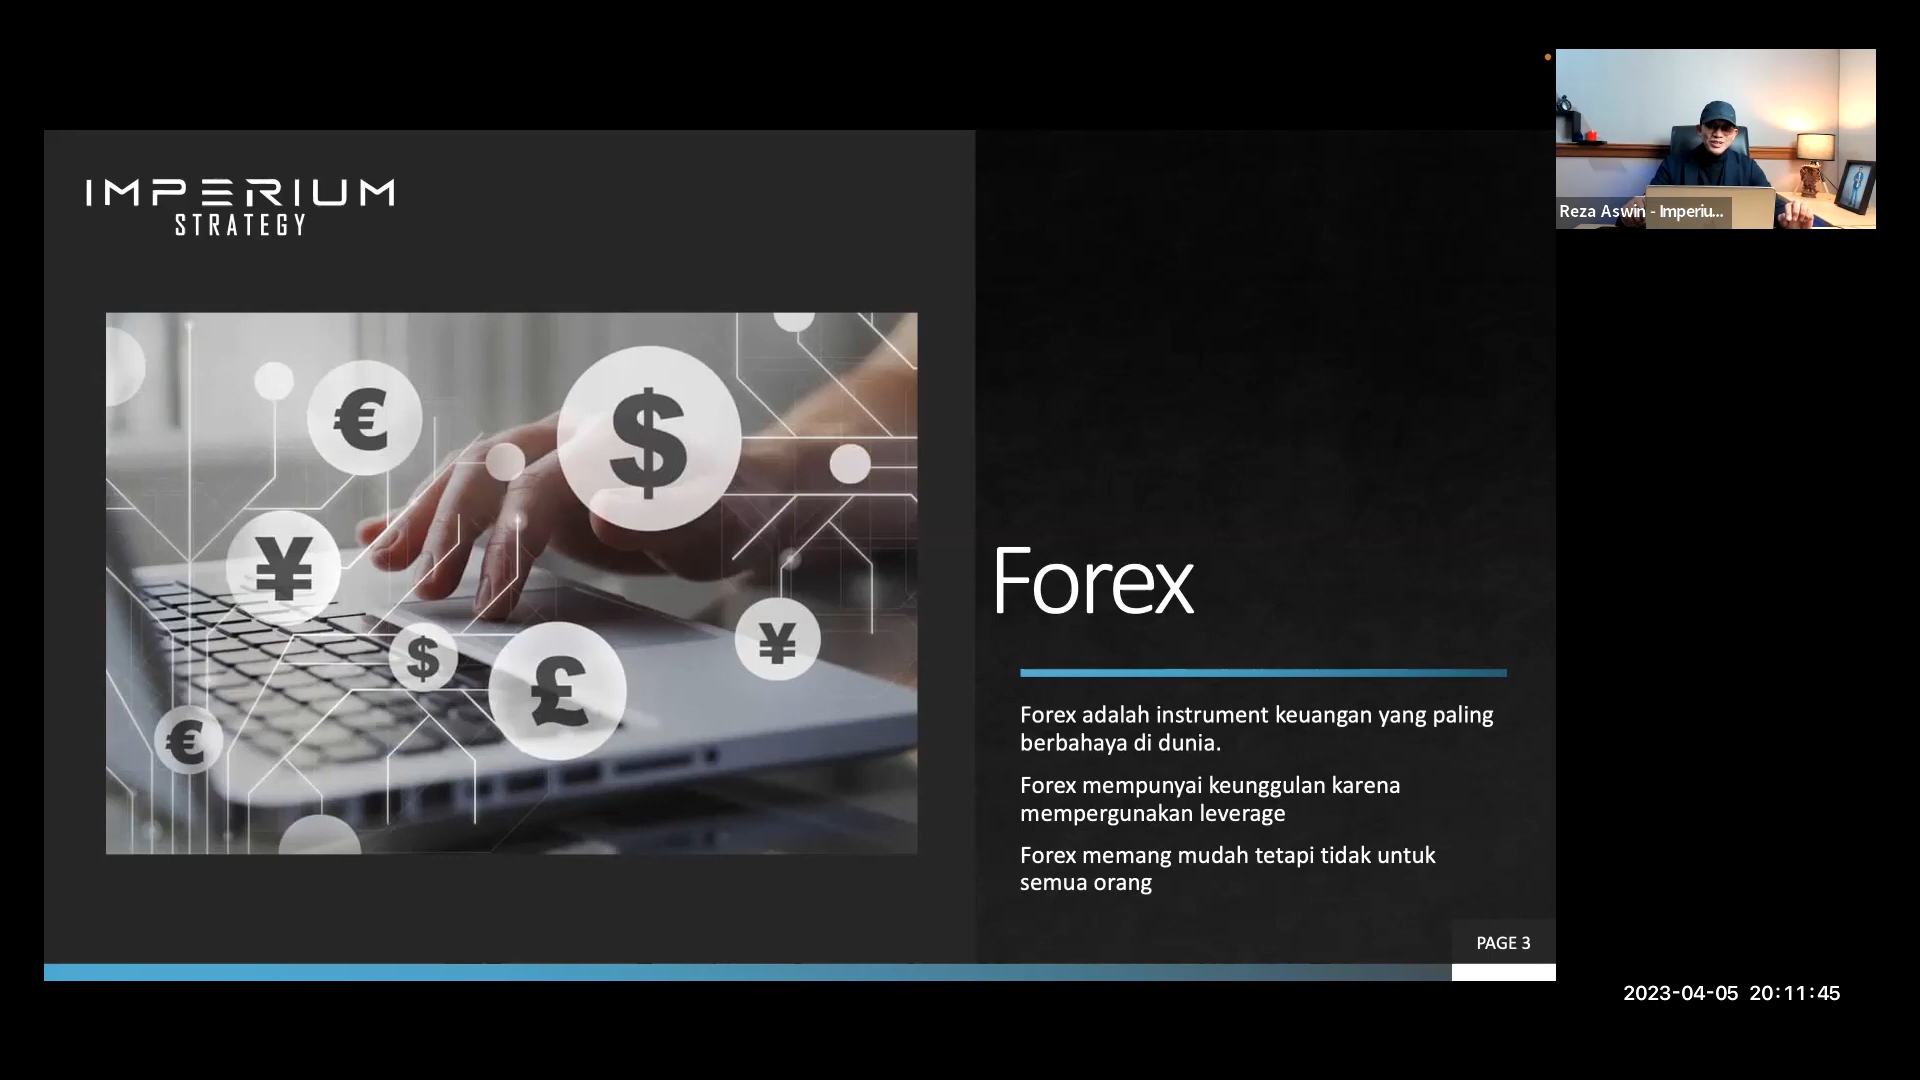 IMPERIUM
STRATEGY
€
$
¥
$
£
¥
€
Forex
Forex adalah instrument keuangan yang paling
berbahaya di dunia.
Forex mempunyai keunggulan karena
mempergunakan leverage
Forex memang mudah tetapi tidak untuk
semua orang
PAGE 3
Reza Aswin - Imperiu...
2023-04-05 20:11:45